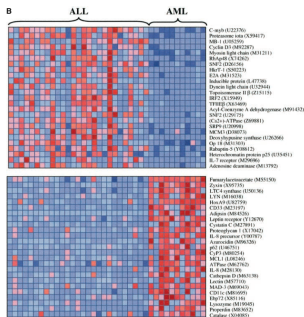 B
ALL AML
C-myb (U22376)
Proteasome iota (X59417)
MB-1 (U05259)
Cyclin D3 (M92287)
Myosin light chain (M31211)
RbAp48 (X74262)
SNF2 (D26156)
HkrT-1 (S50223)
E2A (M31523)
Inducible protein (L47738)
Dynein light chain (U32944)
Topoisomerase II β (Z15115)
IRF2 (X15949)
TFIIEβ (X63469)
Acyl-Coenzyme A dehydrogenase (M91432)
SNF2 (U29175)
(Ca2+)-ATPase (Z69881)
SRP9 (U20998)
MCM3 (D38073)
Deoxyhypusine synthase (U26266)
Op 18 (M31303)
Rabaptin-5 (Y08612)
Heterochromatin protein p25 (U35451)
IL-7 receptor (M29696)
Adenosine deaminase (M13792)
Fumarylacetoacetate (M55150)
Zyxin (X95735)
LTC4 synthase (U50136)
LYN (M16038)
HoxA9 (U82759)
CD33 (M23197)
Adipsin (M84526)
Leptin receptor (Y12670)
Cystatin C (M27891)
Proteoglycan 1 (X17042)
IL-8 precursor (Y00787)
Azurocidin (M96326)
p62 (U46751)
CyP3 (M80254)
MCL1 (L08246)
ATPase (M62762)
IL-8 (M28130)
Cathepsin D (M63138)
Lectin (M57710)
MAD-3 (M69043)
CD11c (M81695)
Ebp72 (X85116)
Lysozyme (M19045)
Properdin (M83652)
Catalase (X04085)